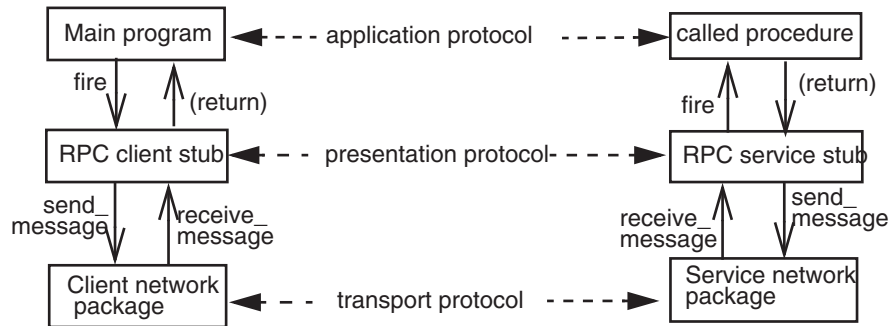 Main program
application protocol
called procedure
fire
(return)
fire
(return)
RPC client stub
presentation protocol
RPC service stub
send_
message
receive_
message
receive_
message
send_
message
Client network
package
transport protocol
Service network
package